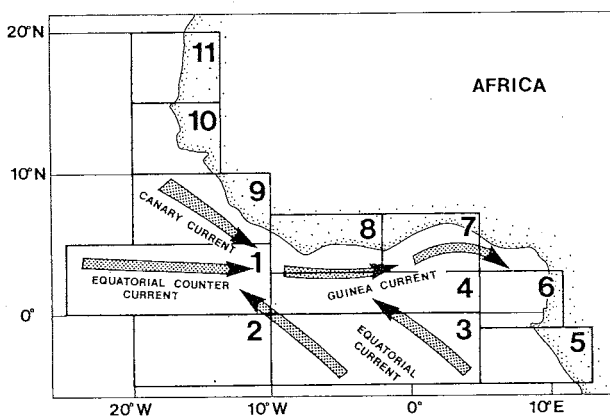 20°N
11
AFRICA
10
10°N
9
8
7
CANARY CURRENT
1
EQUATORIAL COUNTER
CURRENT
GUINEA CURRENT
4
6
0°
2
3
EQUATORIAL
CURRENT
5
20°W
10°W
0°
10°E